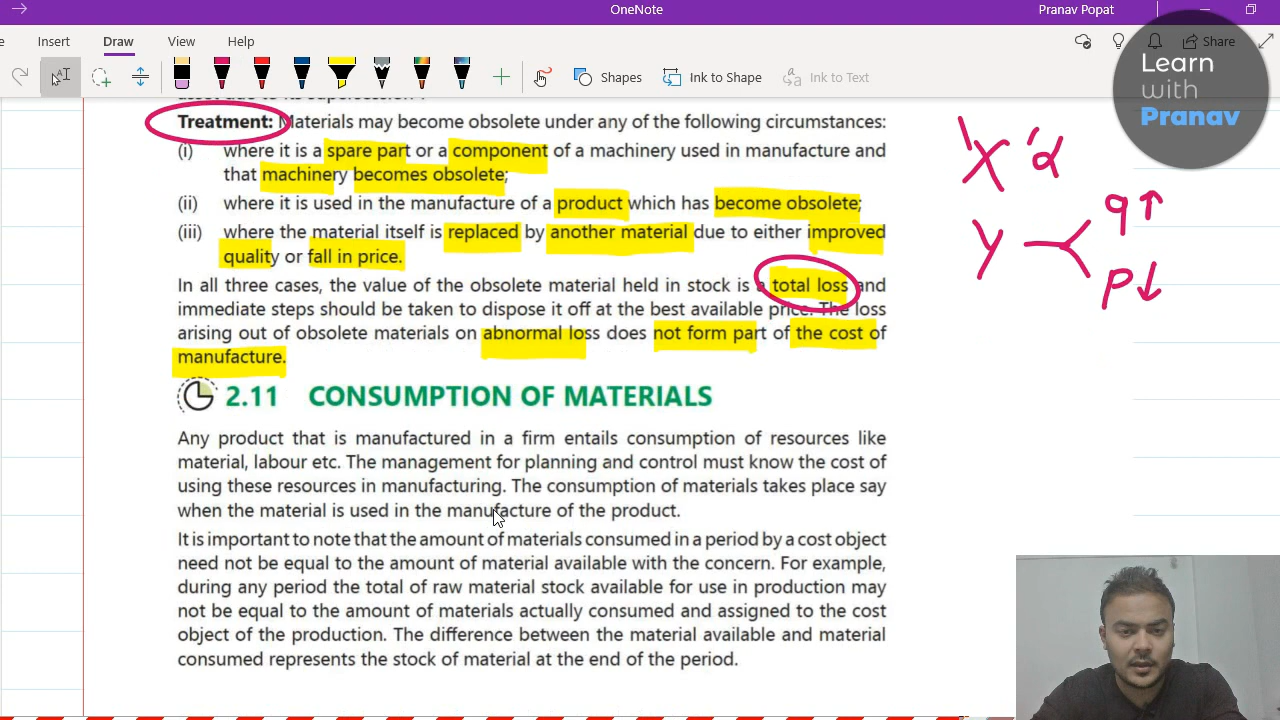 OneNote
Pranav Popat
Insert Draw View Help
Share
Shapes
Ink to Shape
Ink to Text
Learn
with
Pranav
Treatment: Materials may become obsolete under any of the following circumstances:
(i) where it is a spare part or a component of a machinery used in manufacture and
that machinery becomes obsolete;
(ii) where it is used in the manufacture of a product which has become obsolete;
(iii) where the material itself is replaced by another material due to either improved
quality or fall in price.
In all three cases, the value of the obsolete material held in stock is a total loss and
immediate steps should be taken to dispose it off at the best available price. The loss
arising out of obsolete materials on abnormal loss does not form part of the cost of
manufacture.
X
Y
q↑
p↓
2.11 CONSUMPTION OF MATERIALS
Any product that is manufactured in a firm entails consumption of resources like
material, labour etc. The management for planning and control must know the cost of
using these resources in manufacturing. The consumption of materials takes place say
when the material is used in the manufacture of the product.
It is important to note that the amount of materials consumed in a period by a cost object
need not be equal to the amount of material available with the concern. For example,
during any period the total of raw material stock available for use in production may
not be equal to the amount of materials actually consumed and assigned to the cost
object of the production. The difference between the material available and material
consumed represents the stock of material at the end of the period.